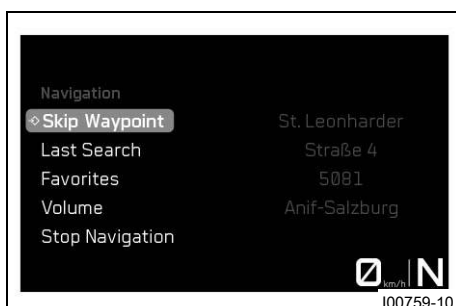 Navigation
Skip Waypoint
Last Search
Favorites
Volume
Stop Navigation
St. Leonharder
Straße 4
5081
Anif-Salzburg
0 km/h N
I00759-10